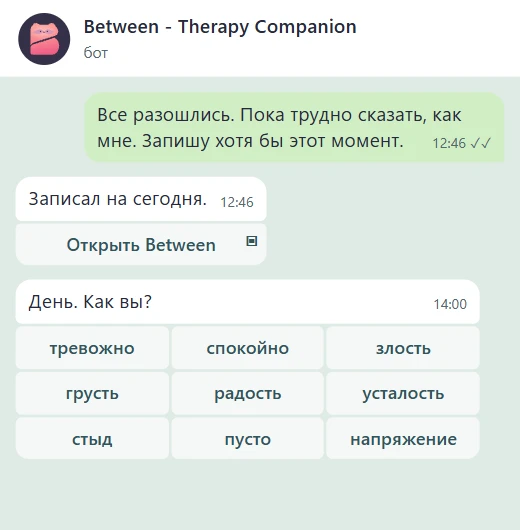 Between - Therapy Companion
бот
Все разошлись. Пока трудно сказать, как
мне. Запишу хотя бы этот момент. 12:46
Записал на сегодня. 12:46
Открыть Between
День. Как вы? 14:00
тревожно спокойно злость
грусть радость усталость
стыд пусто напряжение